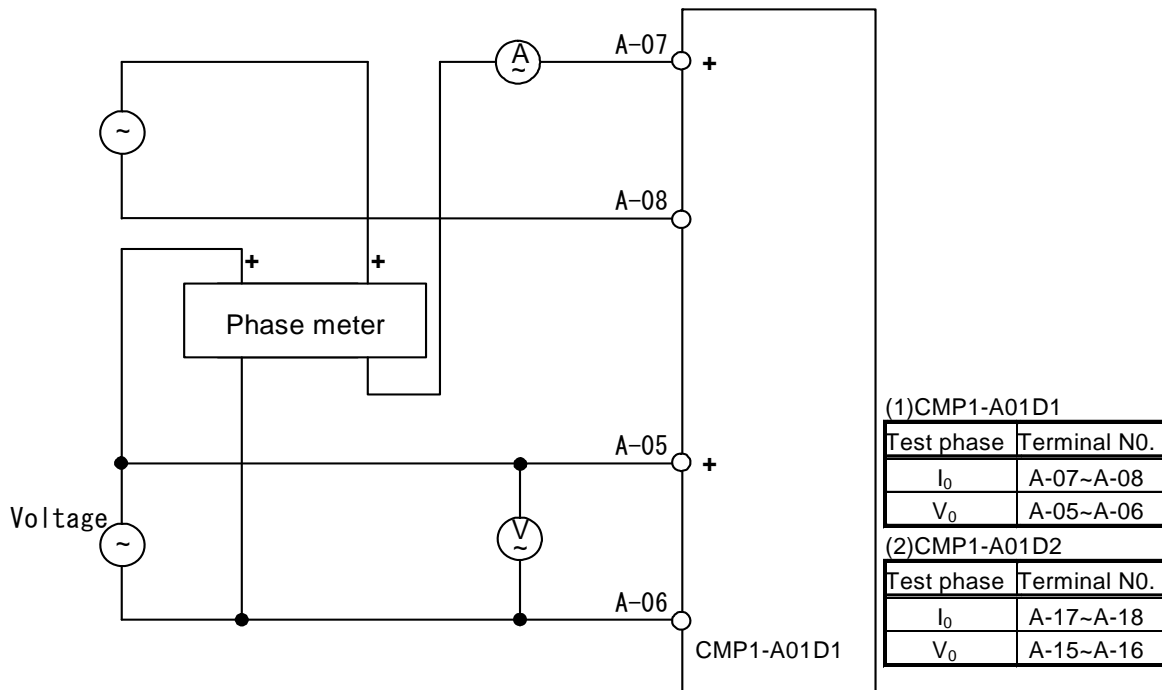 A-07
A
~
+
~
A-08
+ +
Phase meter
A-05
+
Voltage
~
V
~
A-06
CMP1-A01D1
(1)CMP1-A01D1
Test phase Terminal N0.
I0 A-07~A-08
V0 A-05~A-06
(2)CMP1-A01D2
Test phase Terminal N0.
I0 A-17~A-18
V0 A-15~A-16